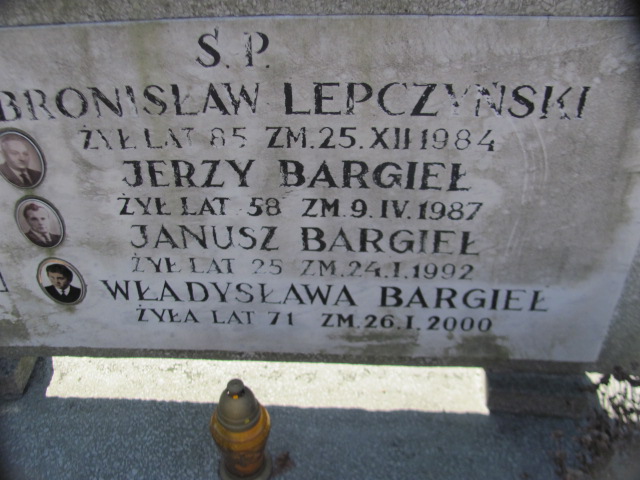 Ś.P.
BRONISŁAW LEPCZYŃSKI
ŻYŁ LAT 85 ZM.25.XII 1984
JERZY BARGIEŁ
ŻYŁ LAT 58 ZM.9.IV.1987
JANUSZ BARGIEŁ
ŻYŁ LAT 25 ZM.24.I.1992
WŁADYSŁAWA BARGIEŁ
ŻYŁA LAT 71 ZM.26.I.2000